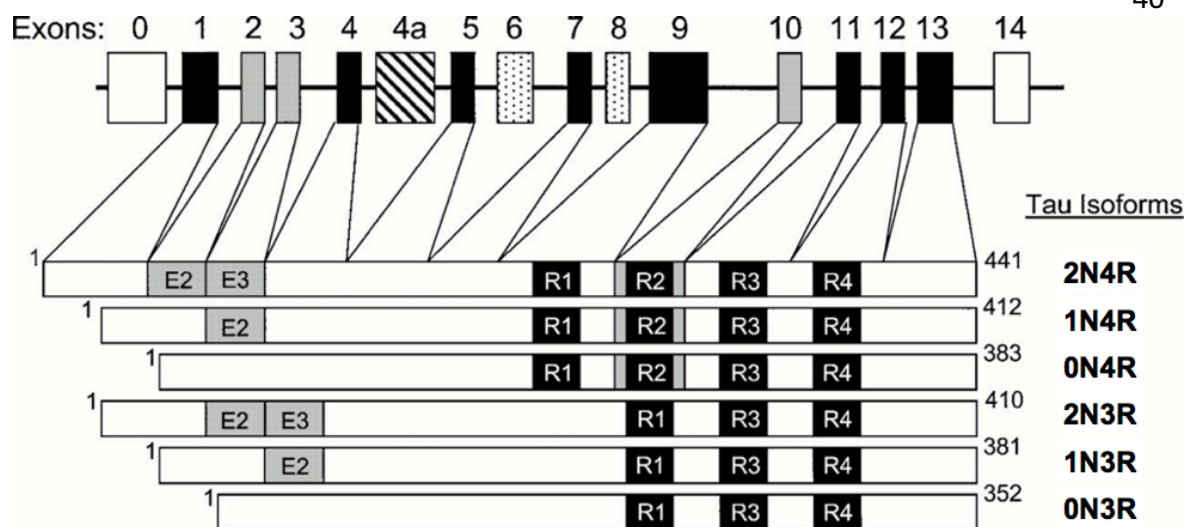 40
Exons: 0 1 2 3 4 4a 5 6 7 8 9 10 11 12 13 14
Tau Isoforms
1 E2 E3 R1 R2 R3 R4 441 2N4R
1 E2 R1 R2 R3 R4 412 1N4R
1 R1 R2 R3 R4 383 0N4R
1 E2 E3 R1 R3 R4 410 2N3R
1 E2 R1 R3 R4 381 1N3R
1 R1 R3 R4 352 0N3R